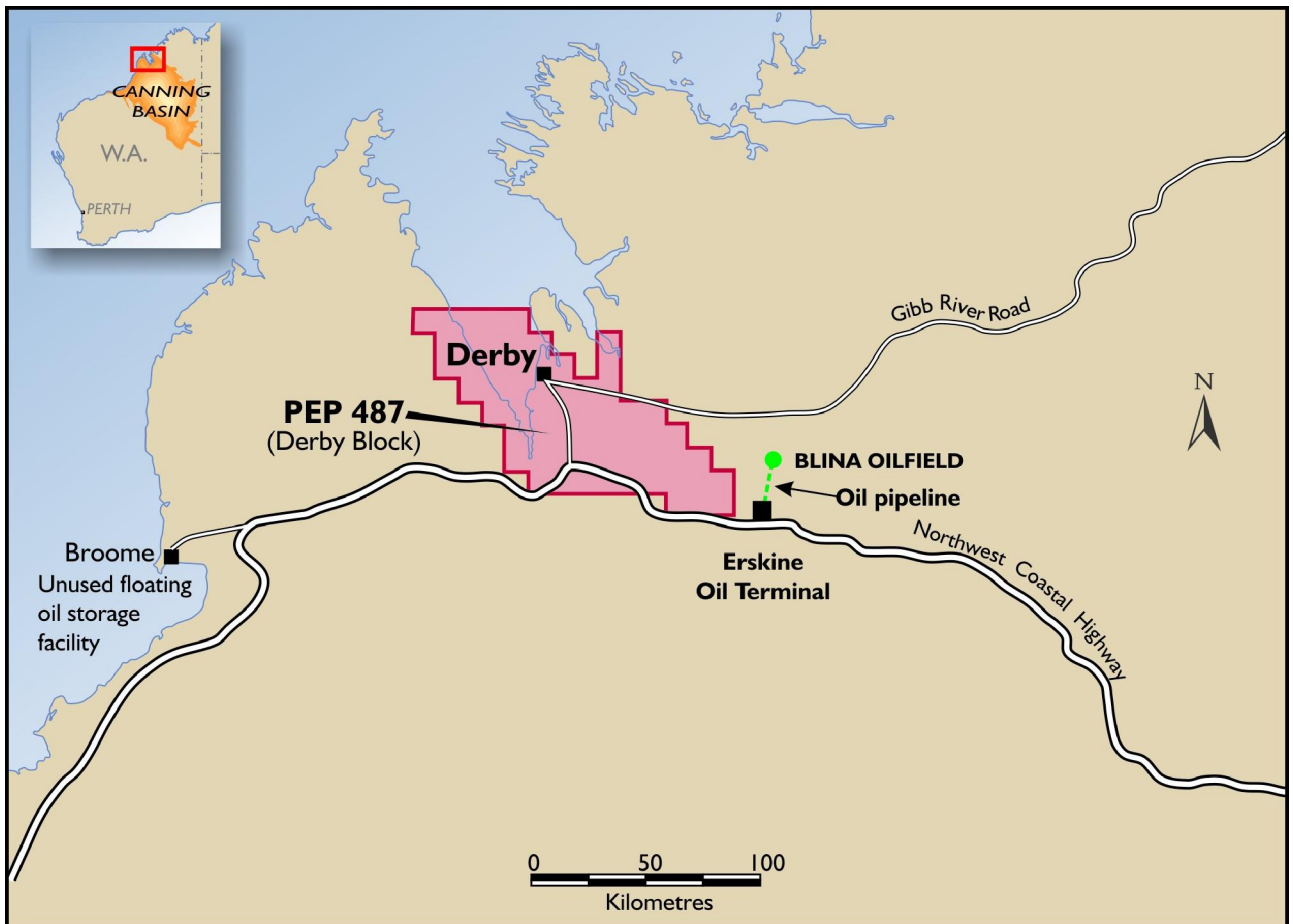 CANNING
BASIN
W.A.
PERTH
Gibb River Road
Derby
N
PEP 487
(Derby Block)
BLINA OILFIELD
Oil pipeline
Northwest Coastal Highway
Broome
Unused floating
oil storage
facility
Erskine
Oil Terminal
0 50 100
Kilometres